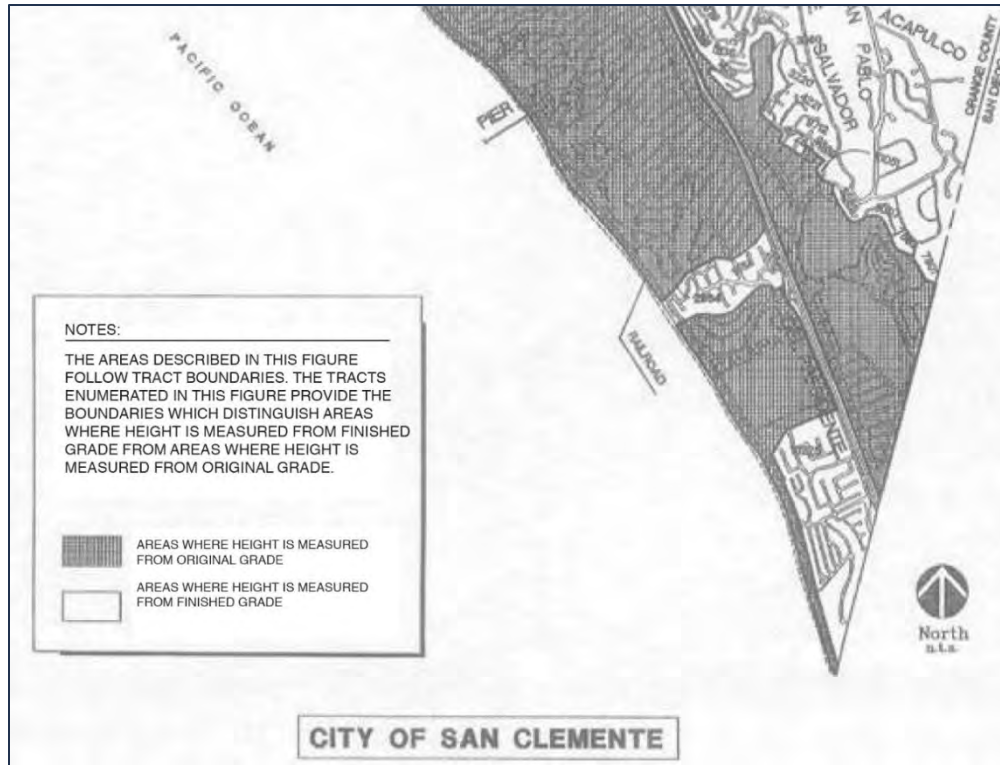 PACIFIC OCEAN
PIER
SALVADOR
PABLO
ACAPULCO
ORANGE COUNTY
RAILROAD
NOTES:
THE AREAS DESCRIBED IN THIS FIGURE
FOLLOW TRACT BOUNDARIES. THE TRACTS
ENUMERATED IN THIS FIGURE PROVIDE THE
BOUNDARIES WHICH DISTINGUISH AREAS
WHERE HEIGHT IS MEASURED FROM FINISHED
GRADE FROM AREAS WHERE HEIGHT IS
MEASURED FROM ORIGINAL GRADE.
AREAS WHERE HEIGHT IS MEASURED
FROM ORIGINAL GRADE
AREAS WHERE HEIGHT IS MEASURED
FROM FINISHED GRADE
North
n.t.s.
CITY OF SAN CLEMENTE